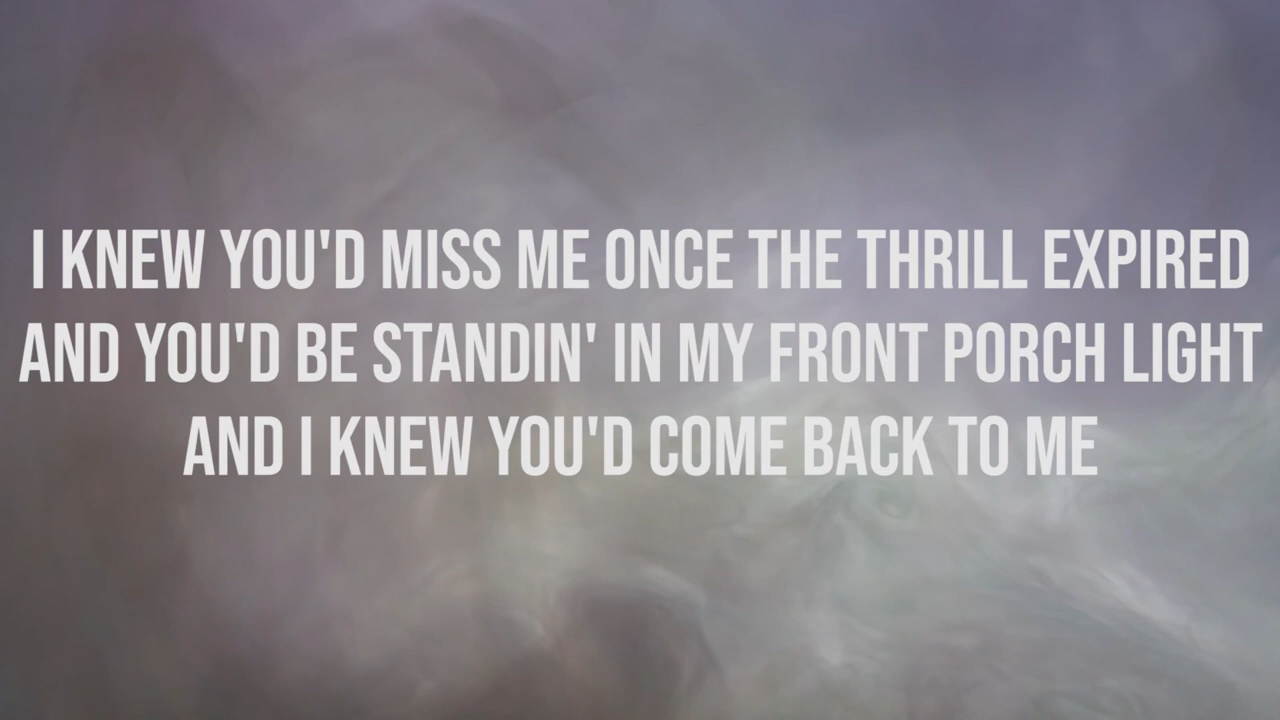 I KNEW YOU'D MISS ME ONCE THE THRILL EXPIRED
AND YOU'D BE STANDIN' IN MY FRONT PORCH LIGHT
AND I KNEW YOU'D COME BACK TO ME